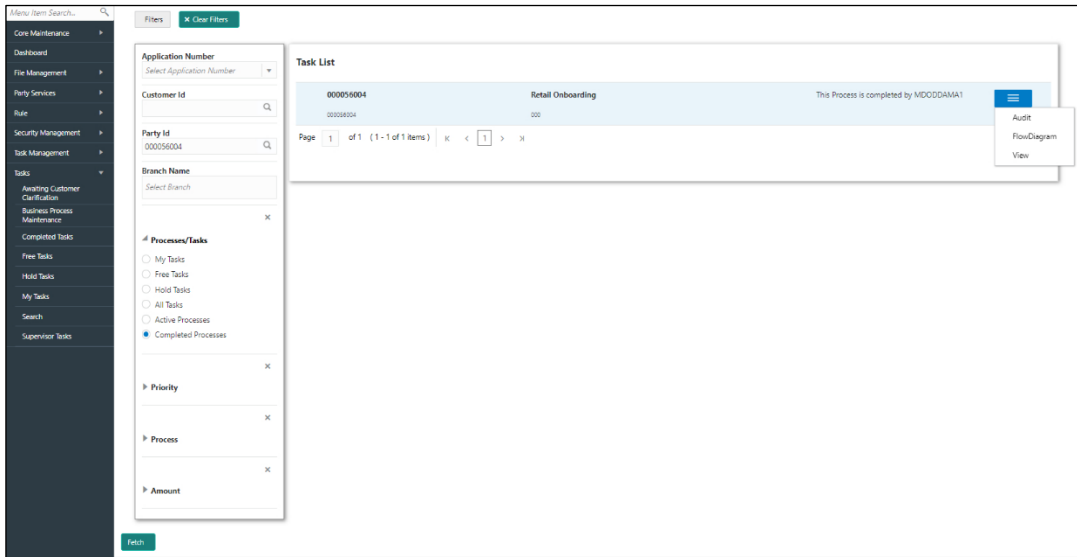 Menu Item Search...
Core Maintenance
Dashboard
File Management
Party Services
Rule
Security Management
Task Management
Tasks
Awaiting Customer
Clarification
Business Process
Maintenance
Completed Tasks
Free Tasks
Hold Tasks
My Tasks
Search
Supervisor Tasks
Filters
× Clear Filters
Application Number
Select Application Number
Customer Id
Party Id
000056004
Branch Name
Select Branch
Processes/Tasks
My Tasks
Free Tasks
Hold Tasks
All Tasks
Active Processes
Completed Processes
Priority
Process
Amount
Fetch
Task List
000056004 Retail Onboarding This Process is completed by MDODDAMA1
000056004 000
Page 1 of 1 (1 - 1 of 1 items) 1
Audit
FlowDiagram
View